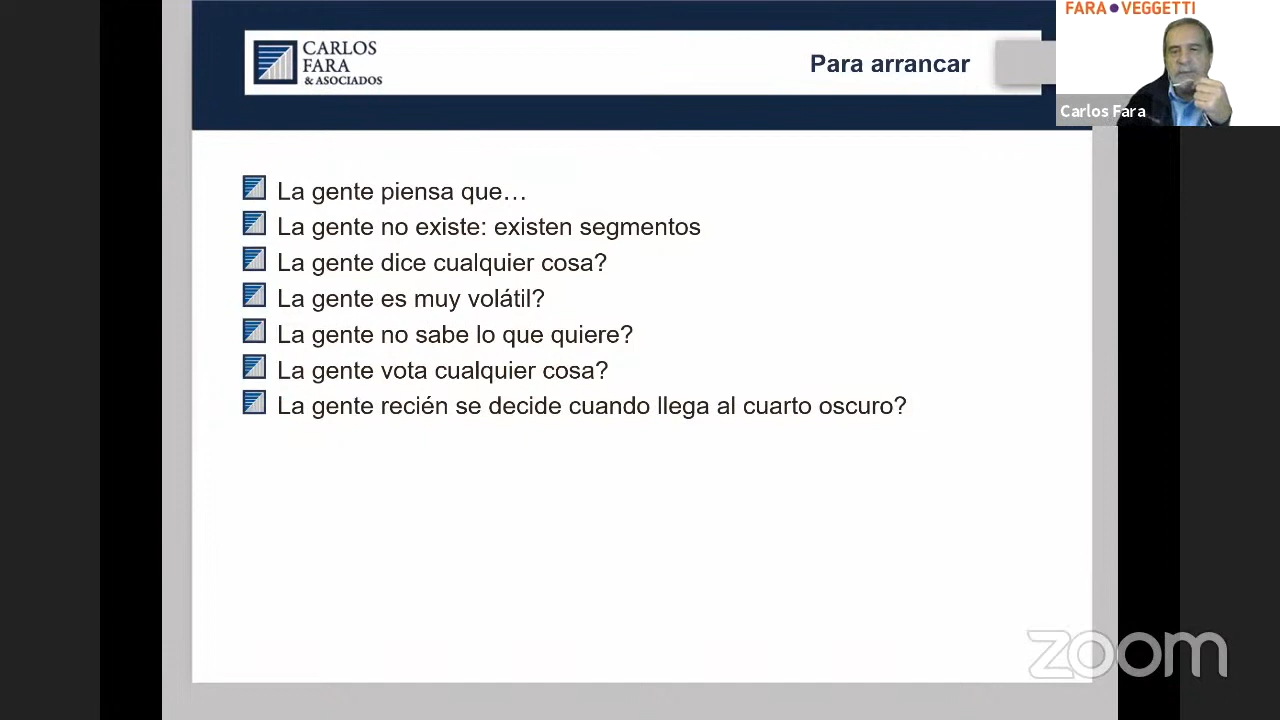 FARA VEGGETTI
CARLOS
FARA
& ASOCIADOS
Para arrancar
Carlos Fara
La gente piensa que…
La gente no existe: existen segmentos
La gente dice cualquier cosa?
La gente es muy volátil?
La gente no sabe lo que quiere?
La gente vota cualquier cosa?
La gente recién se decide cuando llega al cuarto oscuro?
zoom